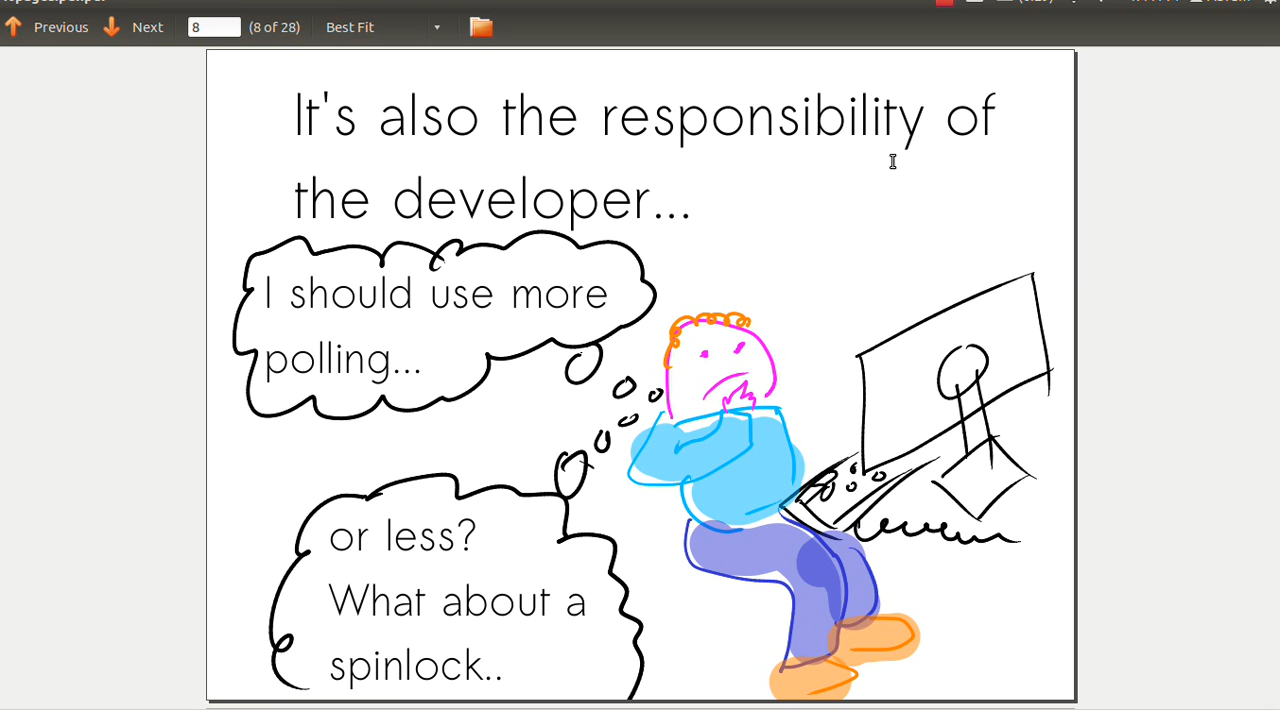 Previous Next 8 (8 of 28) Best Fit
It's also the responsibility of
the developer...
I should use more
polling...
or less?
What about a
spinlock..